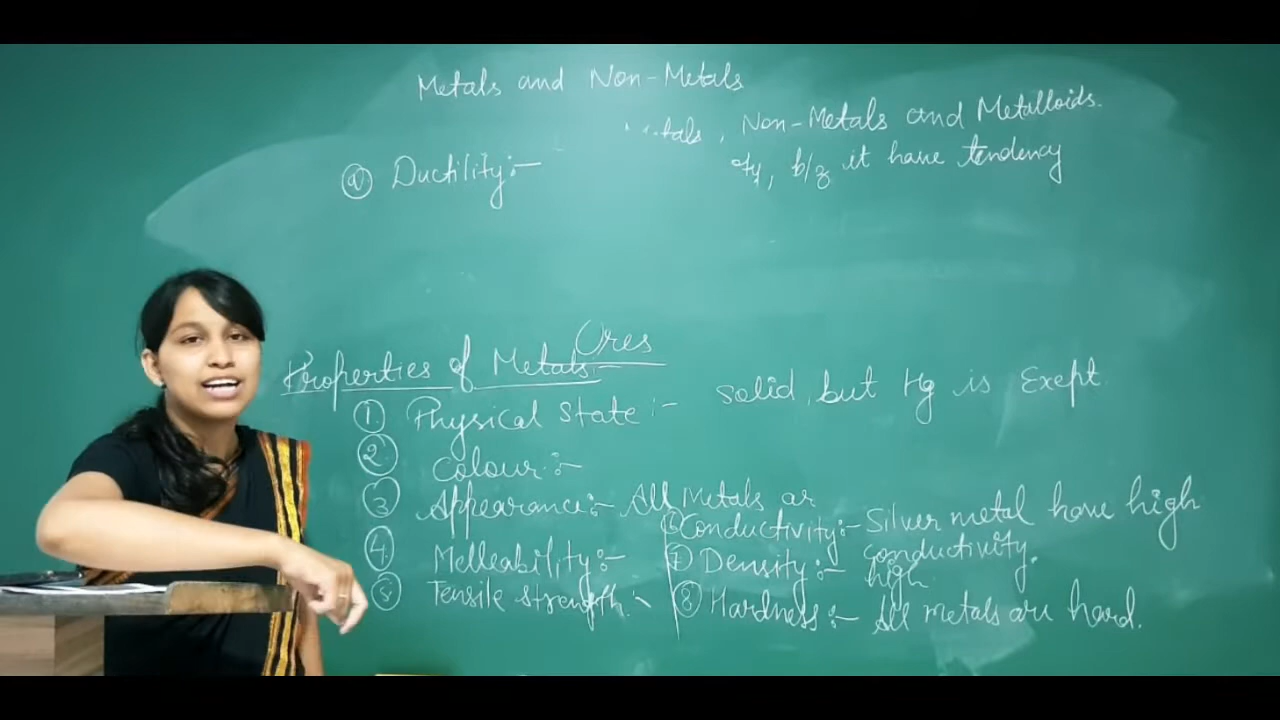 Metals and Non-Metals
, Non-Metals and Metalloids.
, b/z it have tendency
9 Ductility:-
Ores
Properties of Metals:-
1. Physical State:- solid, but Hg is Exept
2. Colour:-
3 Appearance:- All Metals ar
4. Melleability:-
5. Tensile strength:-
6 Conductivity:- Silver metal have high
conductivity.
7 Density:- high
8 Hardness:- All metals are hard.